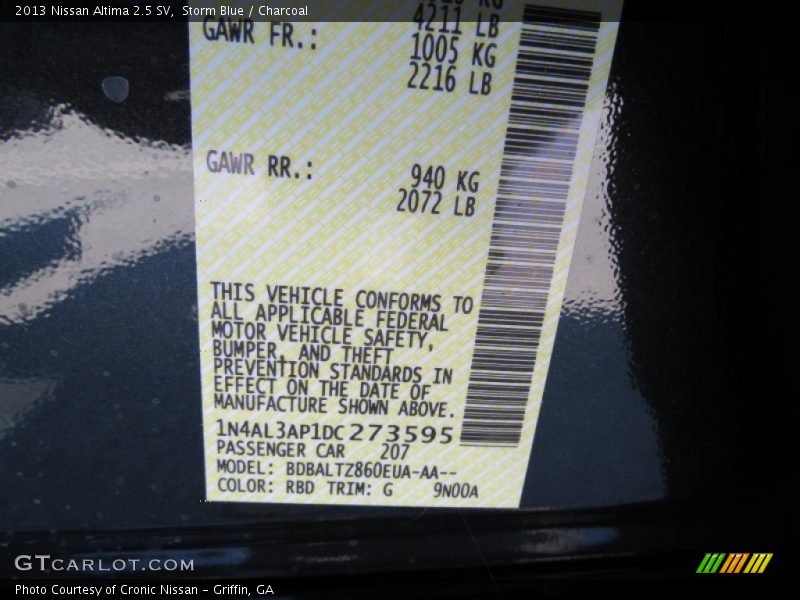 2013 Nissan Altima 2.5 SV, Storm Blue / Charcoal
4211 LB
GAWR FR.: 1005 KG
2216 LB
GAWR RR.: 940 KG
2072 LB
THIS VEHICLE CONFORMS TO
ALL APPLICABLE FEDERAL
MOTOR VEHICLE SAFETY,
BUMPER, AND THEFT
PREVENTION STANDARDS IN
EFFECT ON THE DATE OF
MANUFACTURE SHOWN ABOVE.
1N4AL3AP1DC273595
PASSENGER CAR 207
MODEL: BDBALTZ860EUA-AA--
COLOR: RBD TRIM: G 9N00A
GTCARLOT.COM
Photo Courtesy of Cronic Nissan - Griffin, GA